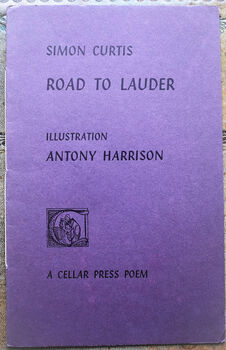 SIMON CURTIS
ROAD TO LAUDER
ILLUSTRATION
ANTONY HARRISON
A CELLAR PRESS POEM